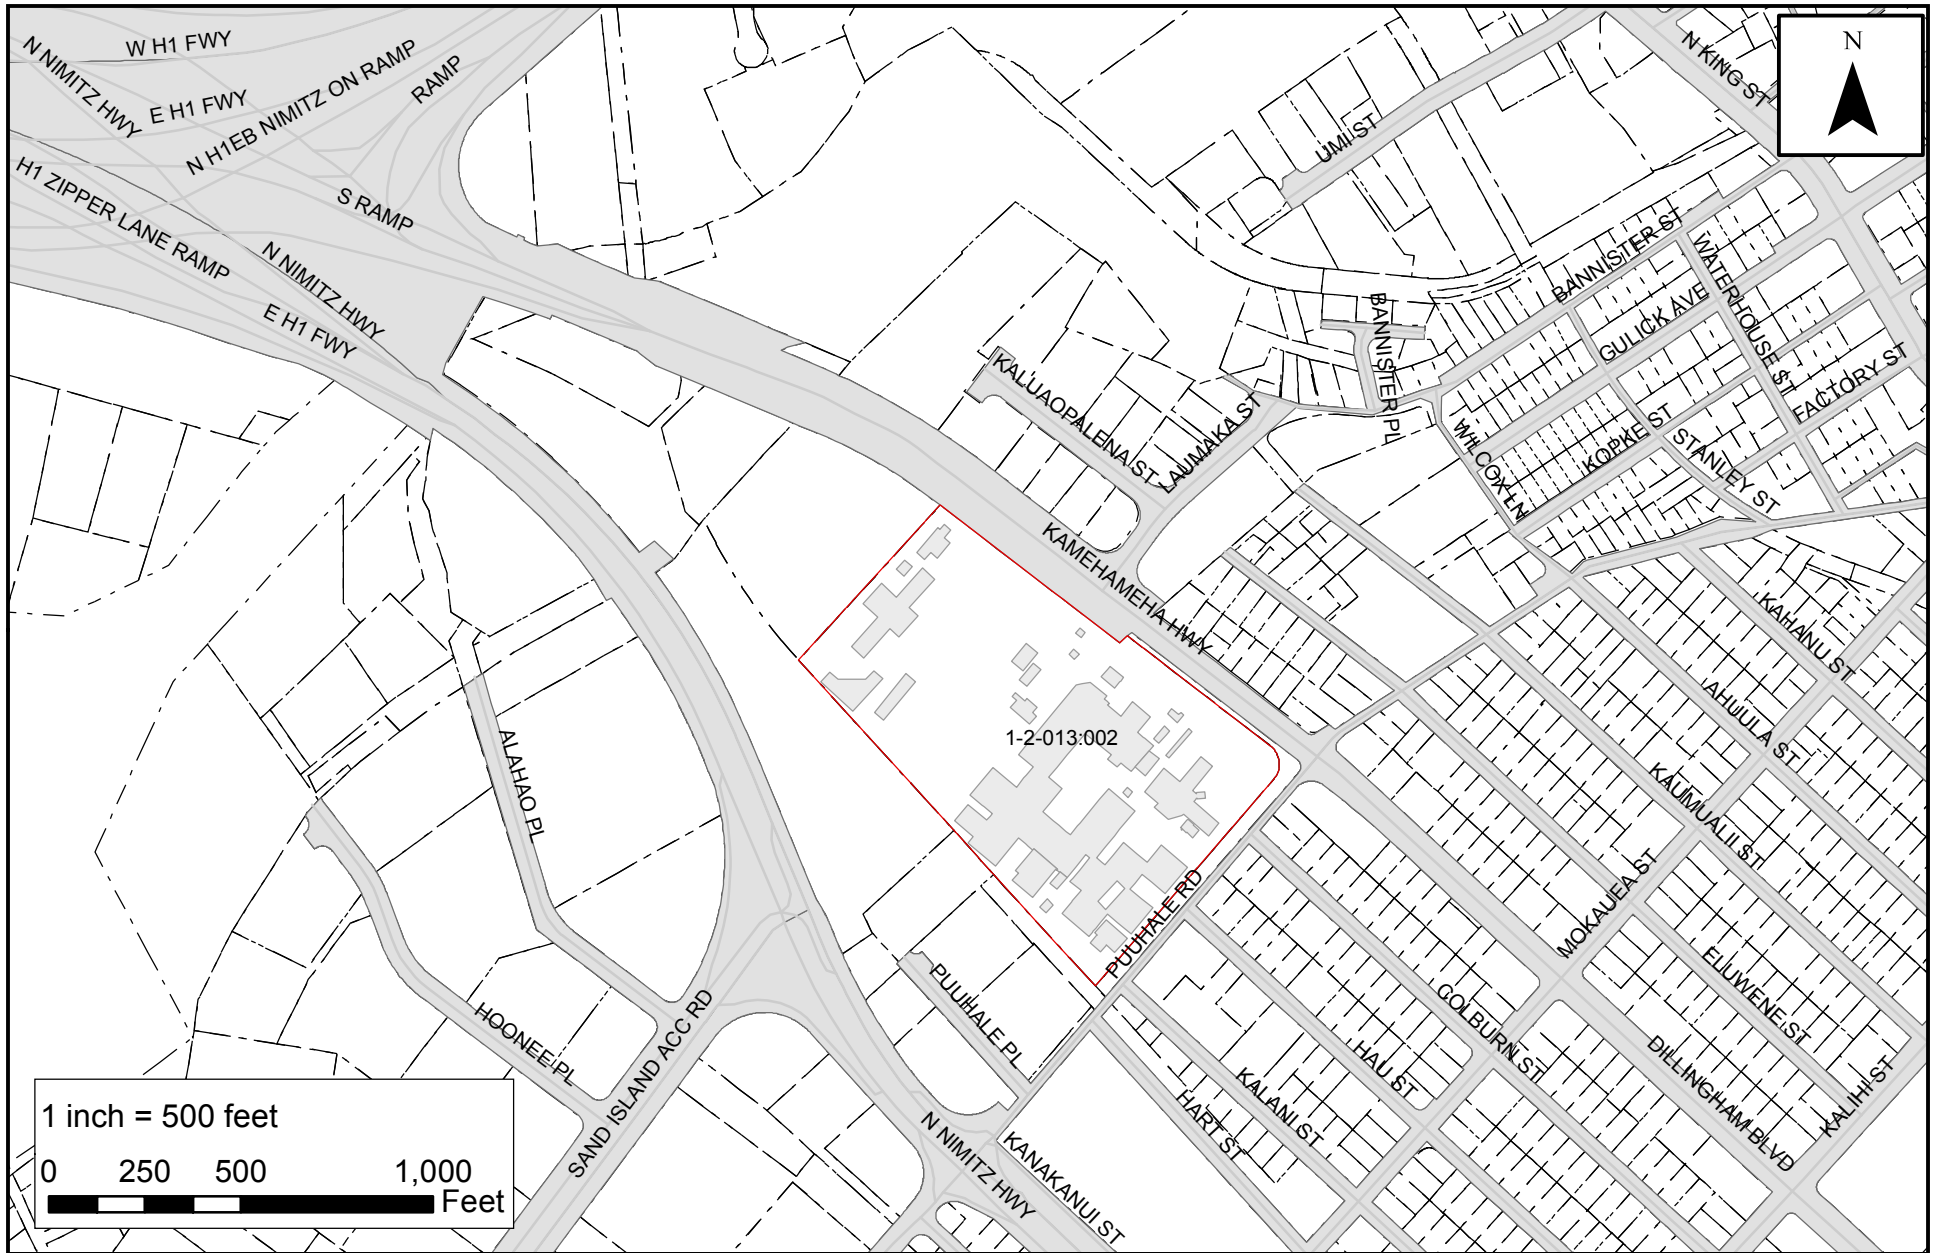 W H1 FWY
N NIMITZ HWY
E H1 FWY
N H1EB NIMITZ ON RAMP
RAMP
N KING ST
N
UMI ST
H1 ZIPPER LANE RAMP
S RAMP
N NIMITZ HWY
E H1 FWY
BANNISTER ST
WATERHOUSE ST
GULICK AVE
BANNISTER PL
FACTORY ST
KALUAOPALENA ST
LAUMAKA ST
WILCOX LN
KOPKE ST
STANLEY ST
KAMEHAMEHA HWY
KAHANU ST
AHUULA ST
1-2-013:002
ALAHAO PL
KAUMUALII ST
MOKAUEA ST
PUUHALE RD
ELUWENE ST
PUUHALE PL
COLBURN ST
HOONEE PL
SAND ISLAND ACC RD
HAU ST
DILLINGHAM BLVD
KALIHI ST
KALANI ST
HART ST
N NIMITZ HWY
KANAKANUI ST
1 inch = 500 feet
0 250 500 1,000
Feet